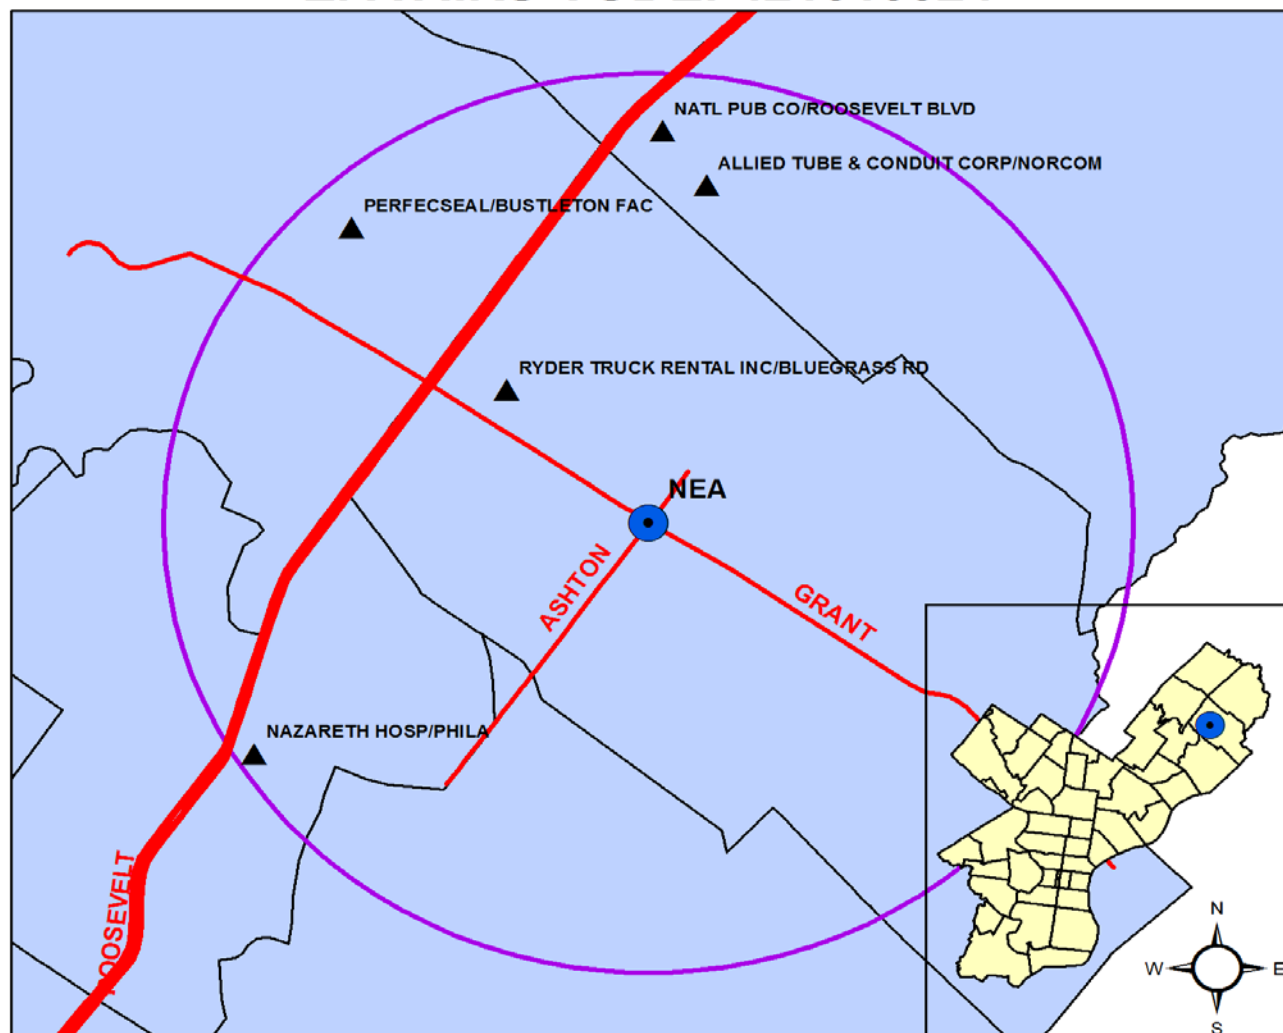 NATL PUB CO/ROOSEVELT BLVD
ALLIED TUBE & CONDUIT CORP/NORCOM
PERFECSEAL/BUSTLETON FAC
RYDER TRUCK RENTAL INC/BLUEGRASS RD
NEA
ASHTON
GRANT
NAZARETH HOSP/PHILA
ROOSEVELT
N
W
E
S